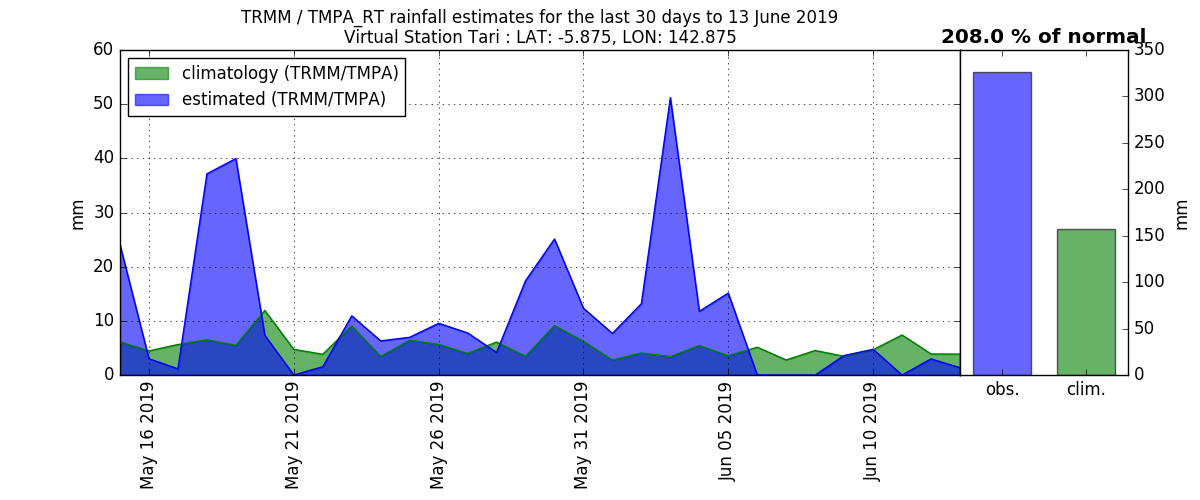 TRMM / TMPA_RT rainfall estimates for the last 30 days to 13 June 2019
Virtual Station Tari : LAT: -5.875, LON: 142.875
208.0 % of normal
climatology (TRMM/TMPA)
estimated (TRMM/TMPA)
60
50
40
30
20
10
0
mm
May 16 2019
May 21 2019
May 26 2019
May 31 2019
Jun 05 2019
Jun 10 2019
350
300
250
200
150
100
50
0
mm
obs.
clim.